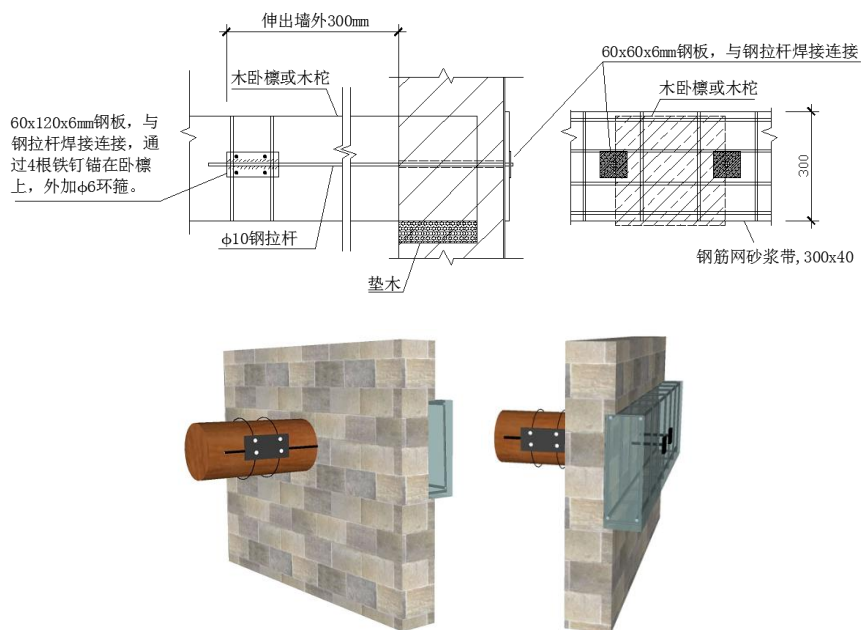 伸出墙外300mm
60x60x6mm钢板，与钢拉杆焊接连接
木卧檩或木柁
木卧檩或木柁
60x120x6mm钢板，与
钢拉杆焊接连接，通
过4根铁钉锚在卧檩
上，外加ϕ6环箍。
300
ϕ10钢拉杆
钢筋网砂浆带,300x40
垫木